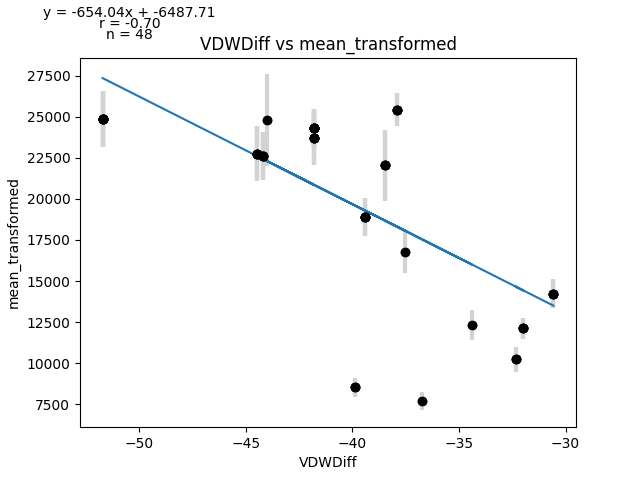 y = -654.04x + -6487.71
r = -0.70
n = 48
VDWDiff vs mean_transformed
mean_transformed
27500
25000
22500
20000
17500
15000
12500
10000
7500
−50
−45
−40
−35
−30
VDWDiff